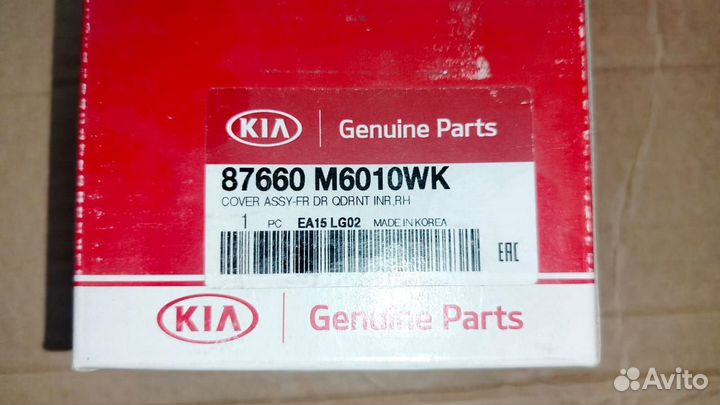 KIA Genuine Parts
87660 M6010WK
COVER ASSY-FR DR QDRNT INR,RH
1 PC EA15 LG02 MADE IN KOREA
EAC
KIA Genuine Parts
Avito